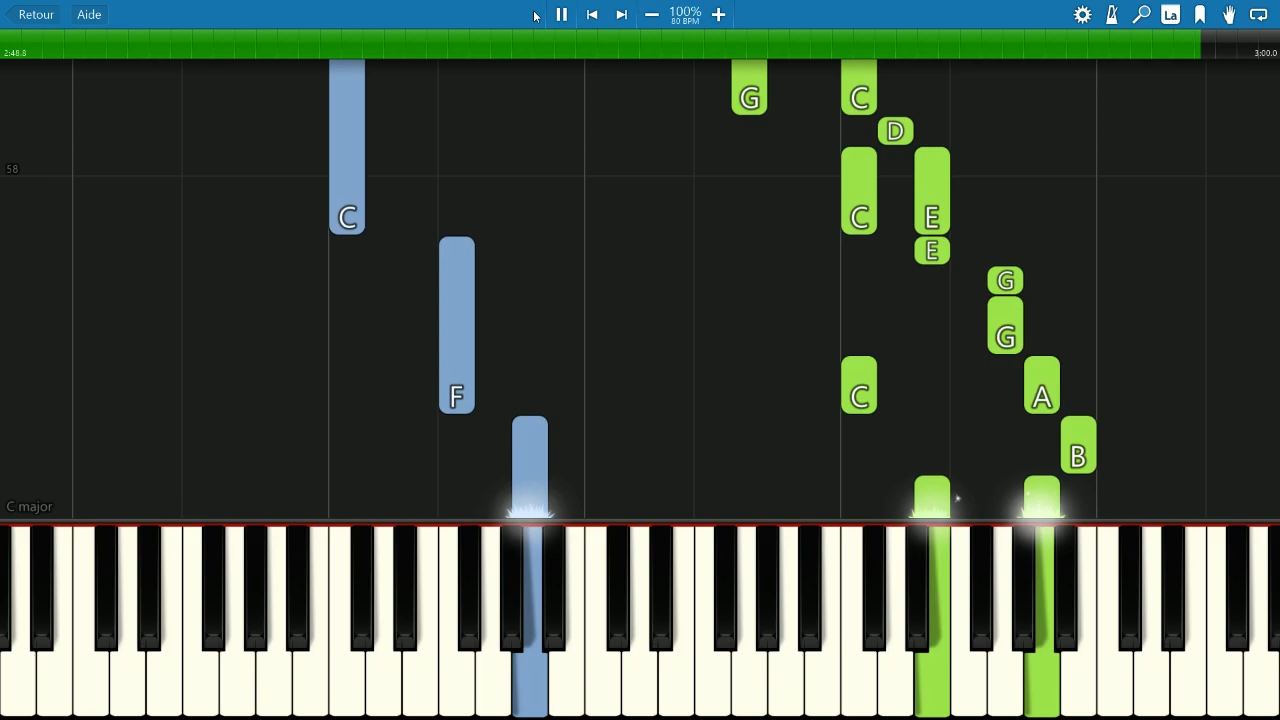 Retour Aide 100% 80 BPM La
2:48.8 3:00.0
G C
D
58
C C E
E
G
G
F C A
B
C major